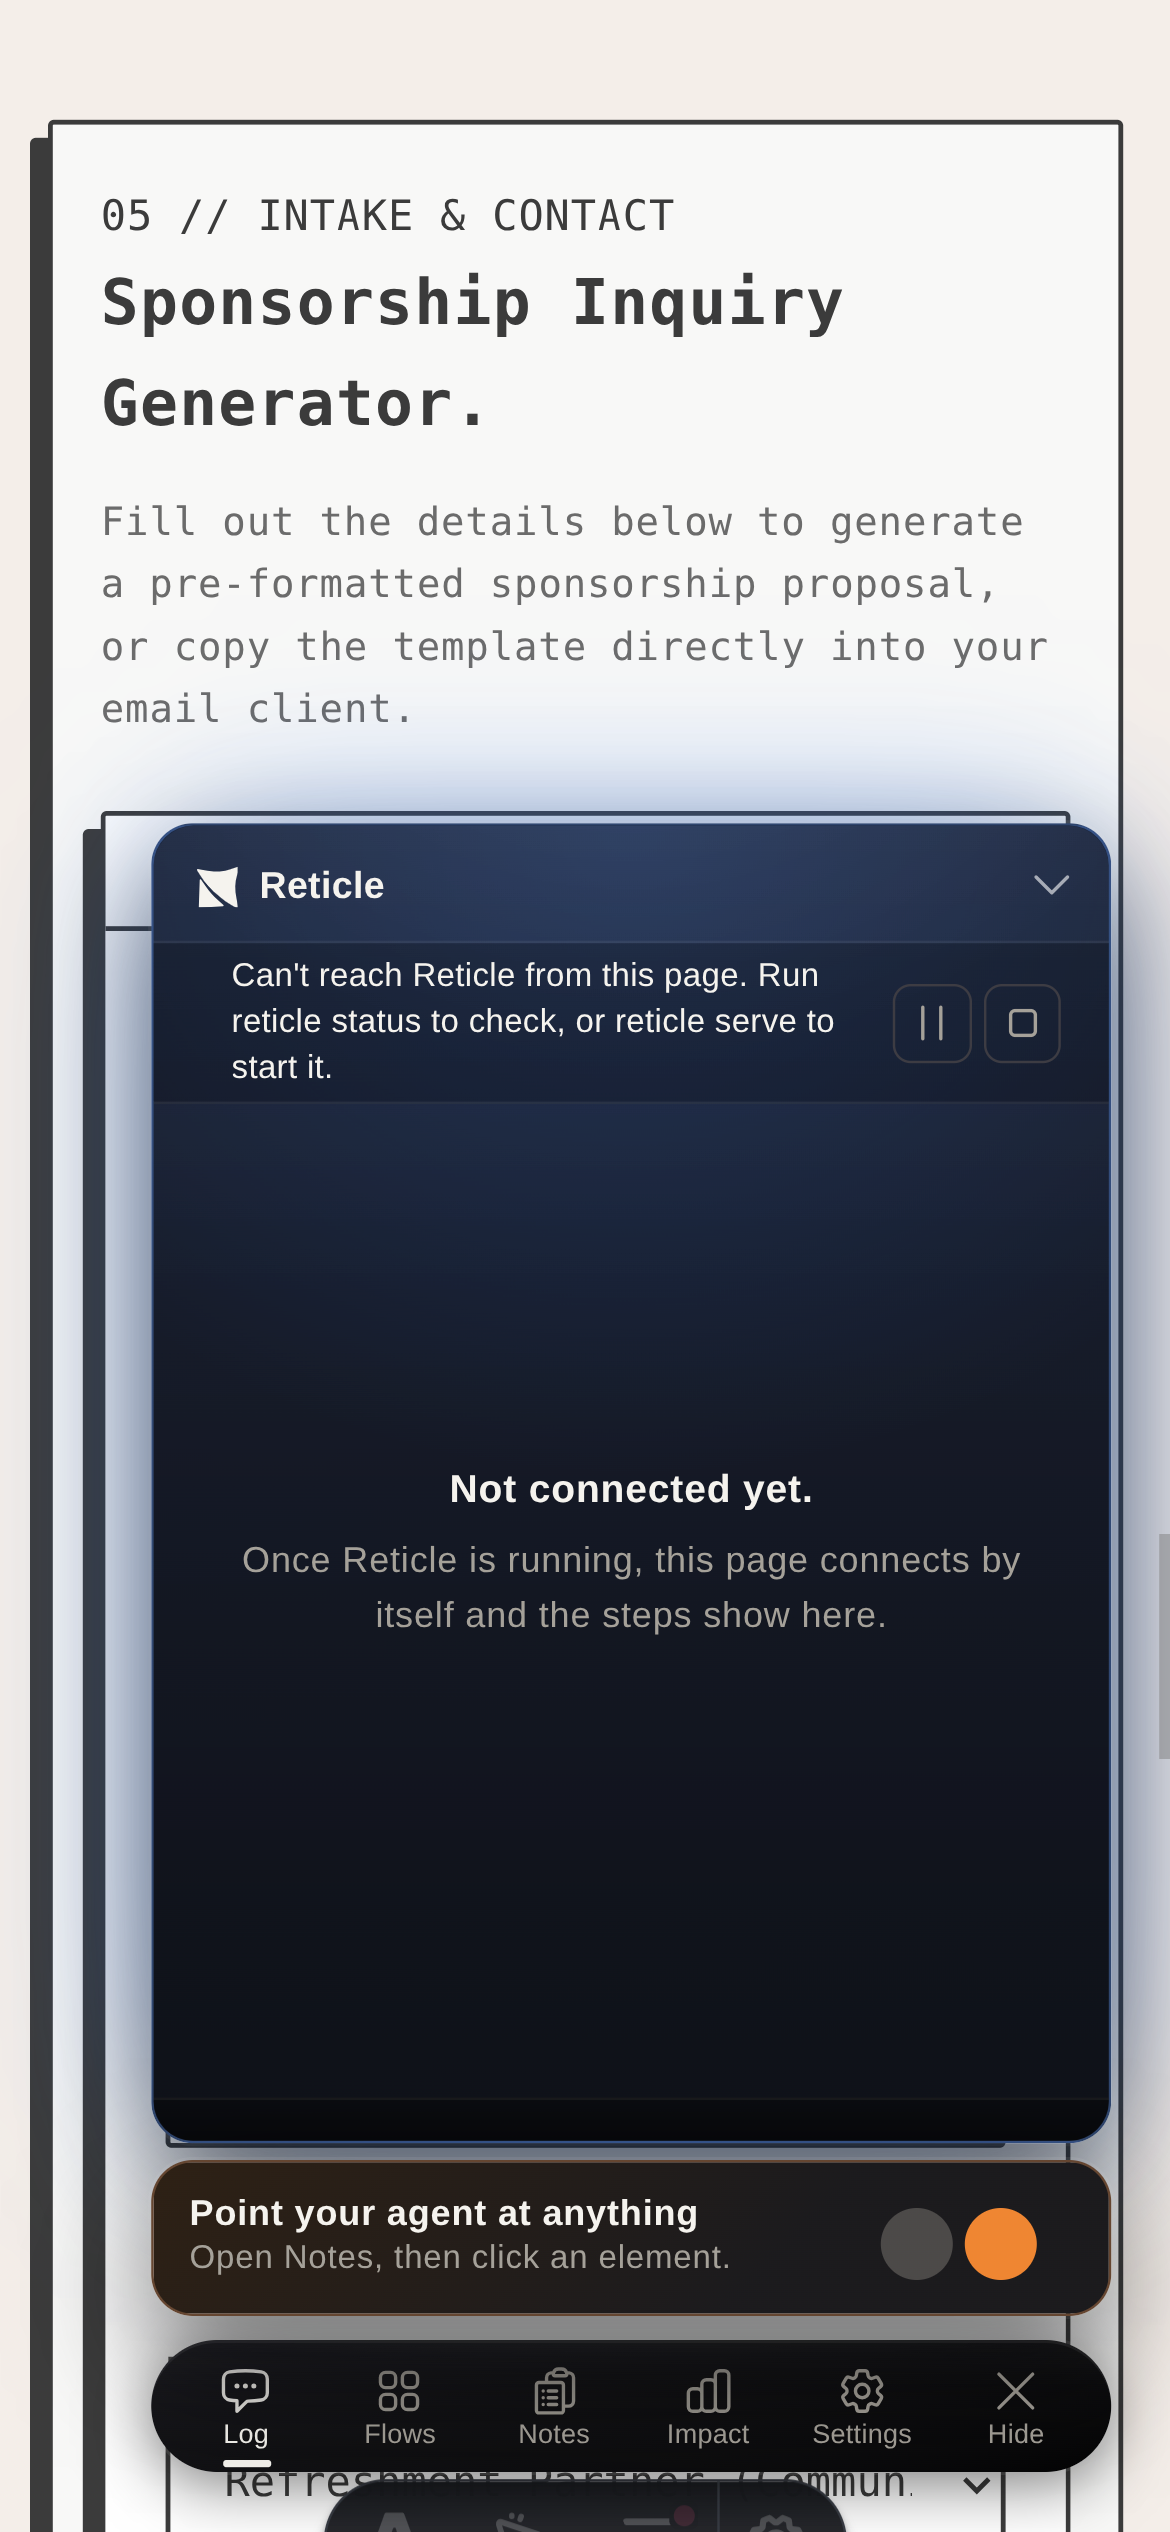 05 // INTAKE & CONTACT
Sponsorship Inquiry
Generator.
Fill out the details below to generate
a pre-formatted sponsorship proposal,
or copy the template directly into your
email client.
Reticle
Can't reach Reticle from this page. Run
reticle status to check, or reticle serve to
start it.
Not connected yet.
Once Reticle is running, this page connects by
itself and the steps show here.
Point your agent at anything
Open Notes, then click an element.
Log
Flows
Notes
Impact
Settings
Hide
Refreshment Partner (Commun